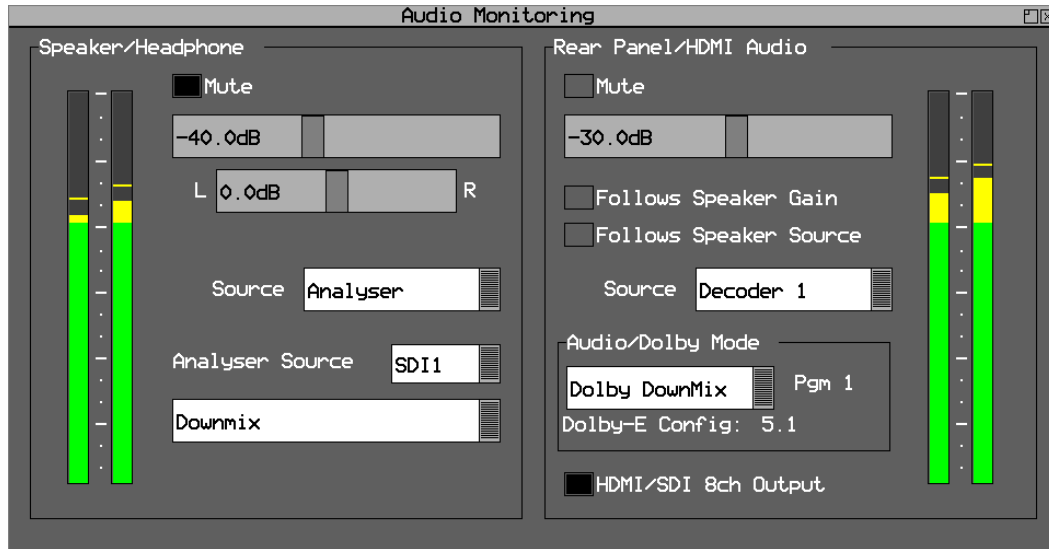 Audio Monitoring
Speaker/Headphone
Mute
-40.0dB
L 0.0dB R
Source Analyser
Analyser Source SDI1
Downmix
Rear Panel/HDMI Audio
Mute
-30.0dB
Follows Speaker Gain
Follows Speaker Source
Source Decoder 1
Audio/Dolby Mode
Dolby DownMix Pgm 1
Dolby-E Config: 5.1
HDMI/SDI 8ch Output